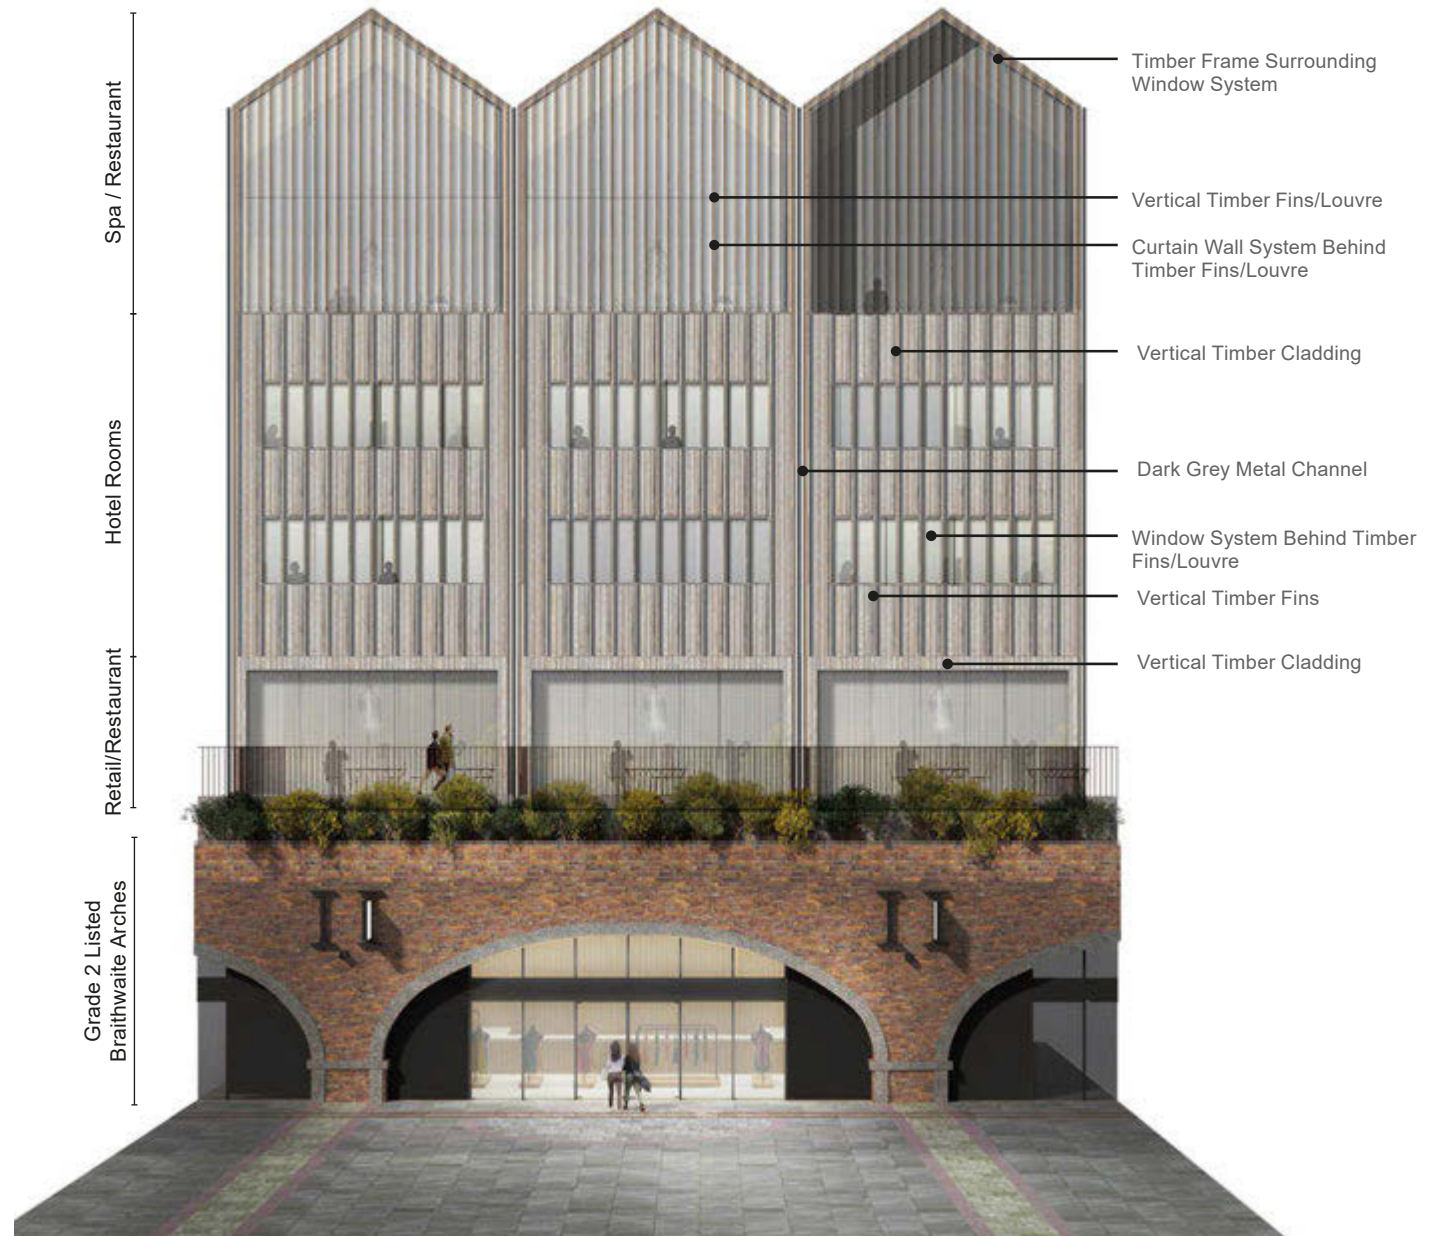 Spa / Restaurant
Hotel Rooms
Retail/Restaurant
Grade 2 Listed
Braithwaite Arches
Timber Frame Surrounding
Window System
Vertical Timber Fins/Louvre
Curtain Wall System Behind
Timber Fins/Louvre
Vertical Timber Cladding
Dark Grey Metal Channel
Window System Behind Timber
Fins/Louvre
Vertical Timber Fins
Vertical Timber Cladding